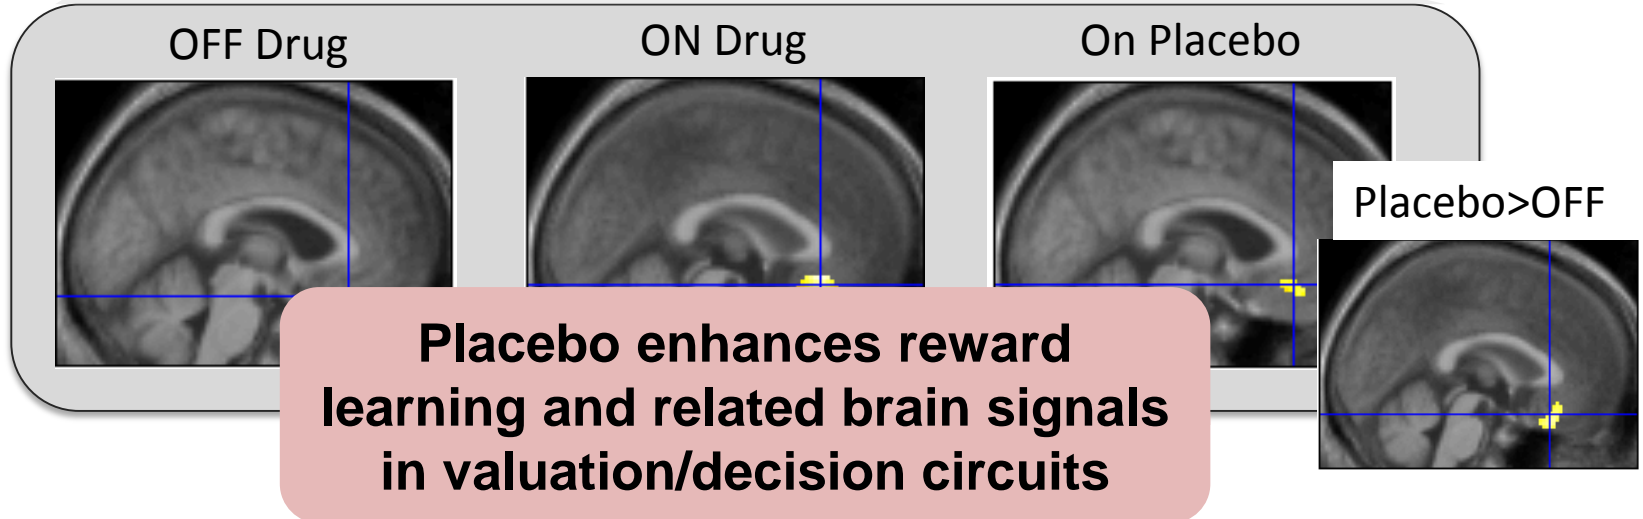 OFF Drug
ON Drug
On Placebo
Placebo>OFF
Placebo enhances reward
learning and related brain signals
in valuation/decision circuits